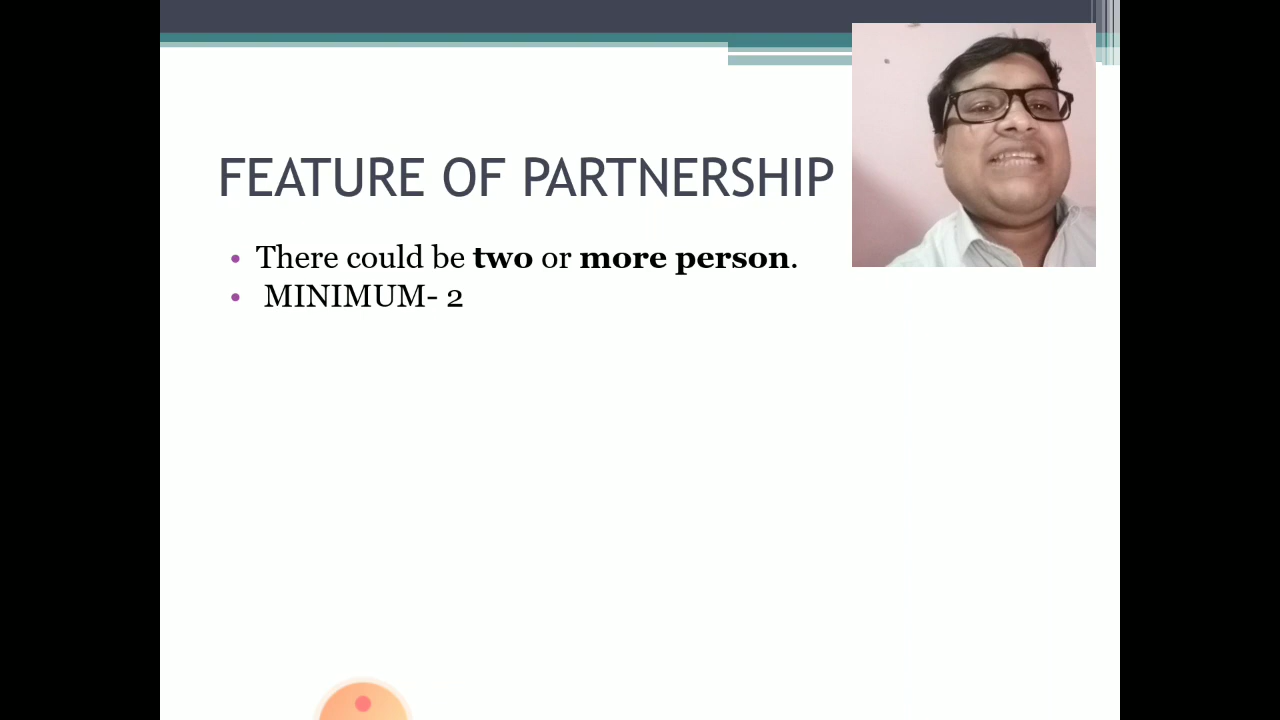 FEATURE OF PARTNERSHIP
• There could be two or more person.
• MINIMUM- 2